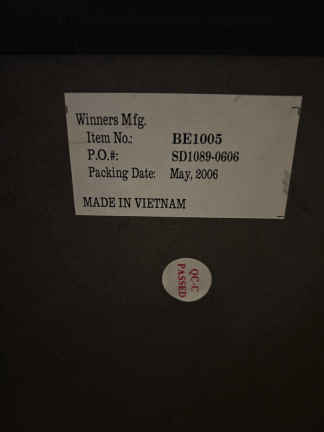 Winners Mfg.
Item No.: BE1005
P.O.#: SD1089-0606
Packing Date: May, 2006
MADE IN VIETNAM
QC-C
PASSED